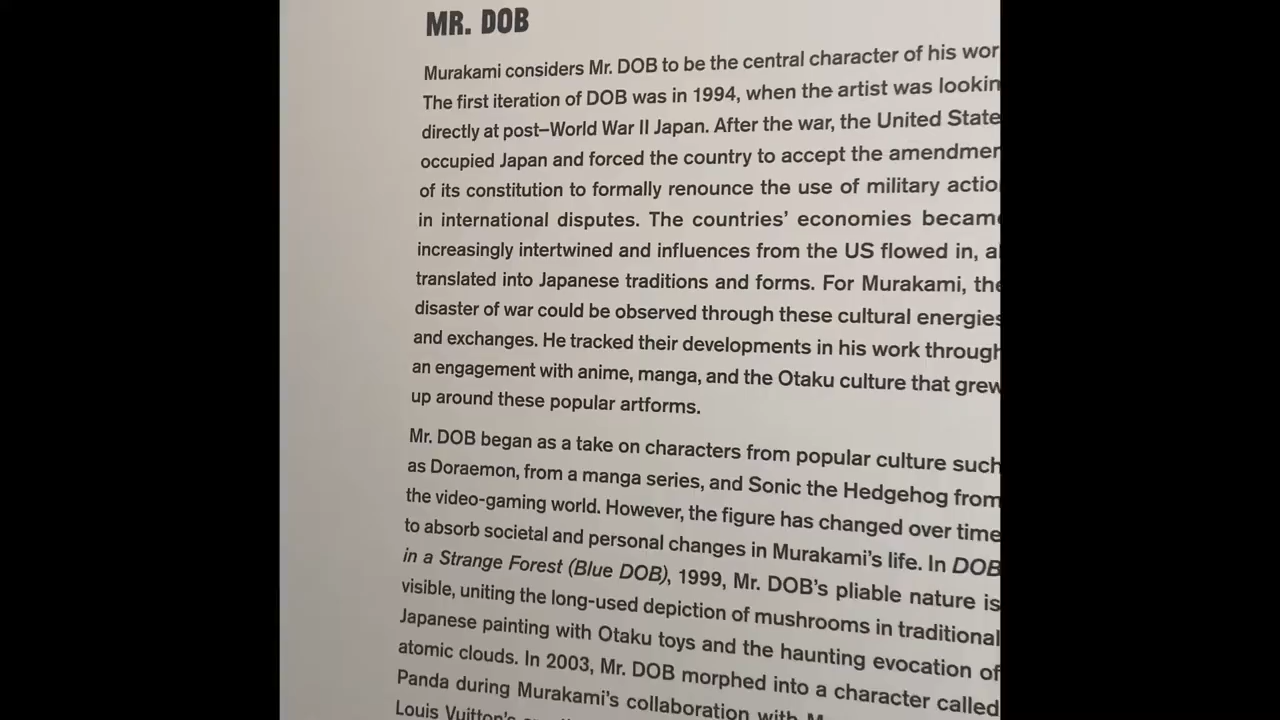 MR. DOB
Murakami considers Mr. DOB to be the central character of his wor
The first iteration of DOB was in 1994, when the artist was lookin
directly at post–World War II Japan. After the war, the United State
occupied Japan and forced the country to accept the amendmen
of its constitution to formally renounce the use of military actio
in international disputes. The countries’ economies became
increasingly intertwined and influences from the US flowed in, al
translated into Japanese traditions and forms. For Murakami, the
disaster of war could be observed through these cultural energies
and exchanges. He tracked their developments in his work through
an engagement with anime, manga, and the Otaku culture that grew
up around these popular artforms.
Mr. DOB began as a take on characters from popular culture such
as Doraemon, from a manga series, and Sonic the Hedgehog from
the video-gaming world. However, the figure has changed over time
to absorb societal and personal changes in Murakami’s life. In DOB
in a Strange Forest (Blue DOB), 1999, Mr. DOB’s pliable nature is
visible, uniting the long-used depiction of mushrooms in traditional
Japanese painting with Otaku toys and the haunting evocation of
atomic clouds. In 2003, Mr. DOB morphed into a character called
Panda during Murakami’s collaboration with
Louis Vuitton’s